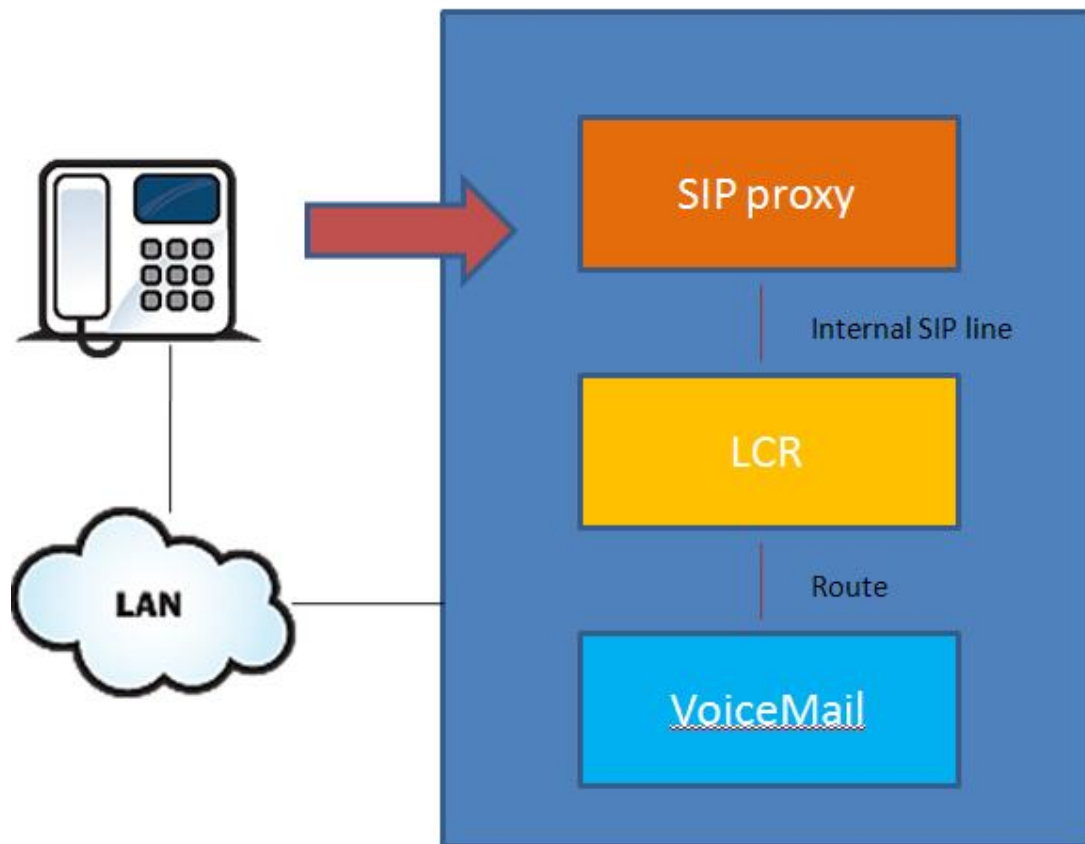 SIP proxy
Internal SIP line
LCR
Route
LAN
VoiceMail